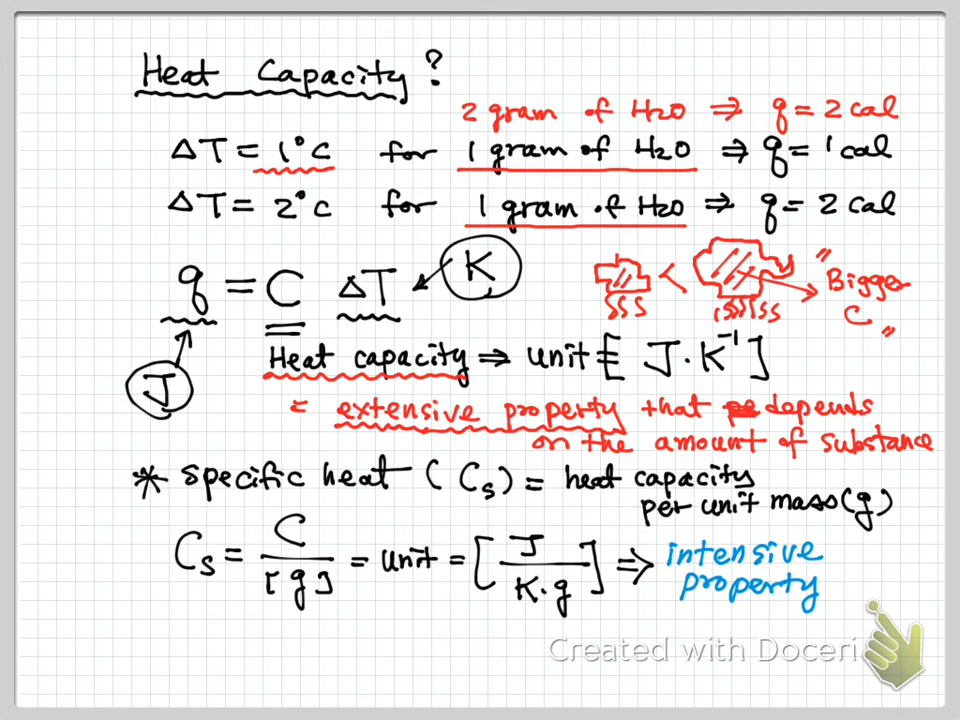 Heat Capacity?
2 gram of H2O ⇒ q = 2 cal
ΔT = 1°C for 1 gram of H2O ⇒ q = 1 cal
ΔT = 2°C for 1 gram of H2O ⇒ q = 2 cal
q = C ΔT ← K
<
"Bigger
C"
J
Heat capacity ⇒ unit = [J·K⁻¹]
= extensive property that depends
on the amount of substance
* specific heat (Cs) = heat capacity
per unit mass (g)
Cs = C / [g] = unit = [J / K·g] ⇒ intensive
property
Created with Doceri